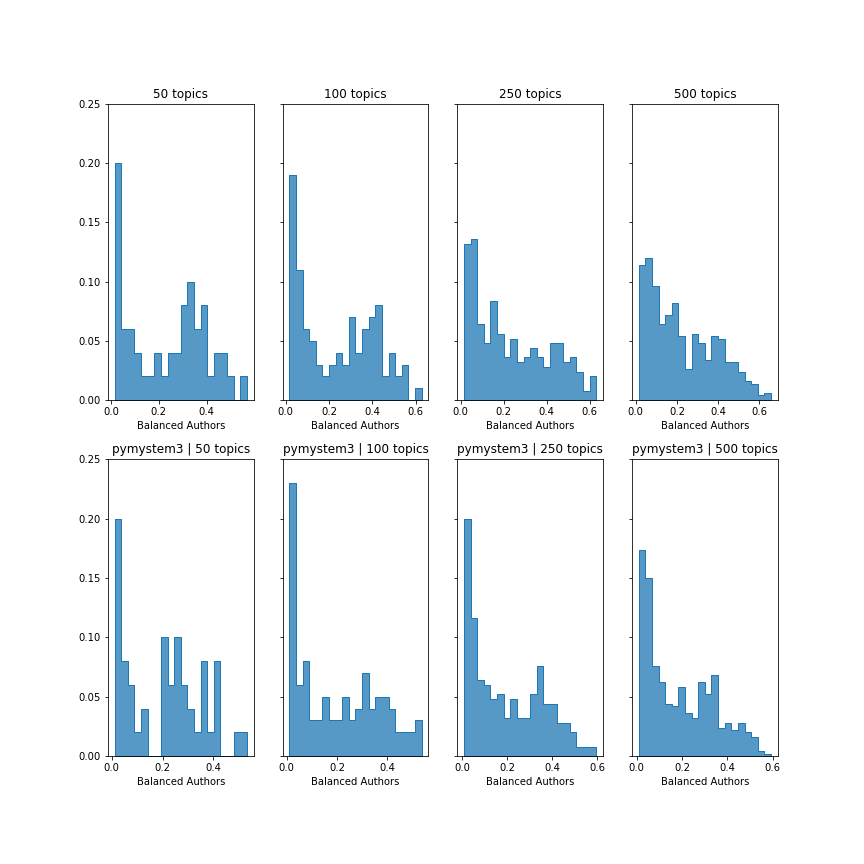 50 topics
100 topics
250 topics
500 topics
0.25
0.20
0.15
0.10
0.05
0.00
0.0 0.2 0.4
0.0 0.2 0.4 0.6
0.0 0.2 0.4 0.6
0.0 0.2 0.4 0.6
Balanced Authors
Balanced Authors
Balanced Authors
Balanced Authors
pymystem3 | 50 topics
pymystem3 | 100 topics
pymystem3 | 250 topics
pymystem3 | 500 topics
0.25
0.20
0.15
0.10
0.05
0.00
0.0 0.2 0.4
0.0 0.2 0.4
0.0 0.2 0.4 0.6
0.0 0.2 0.4 0.6
Balanced Authors
Balanced Authors
Balanced Authors
Balanced Authors